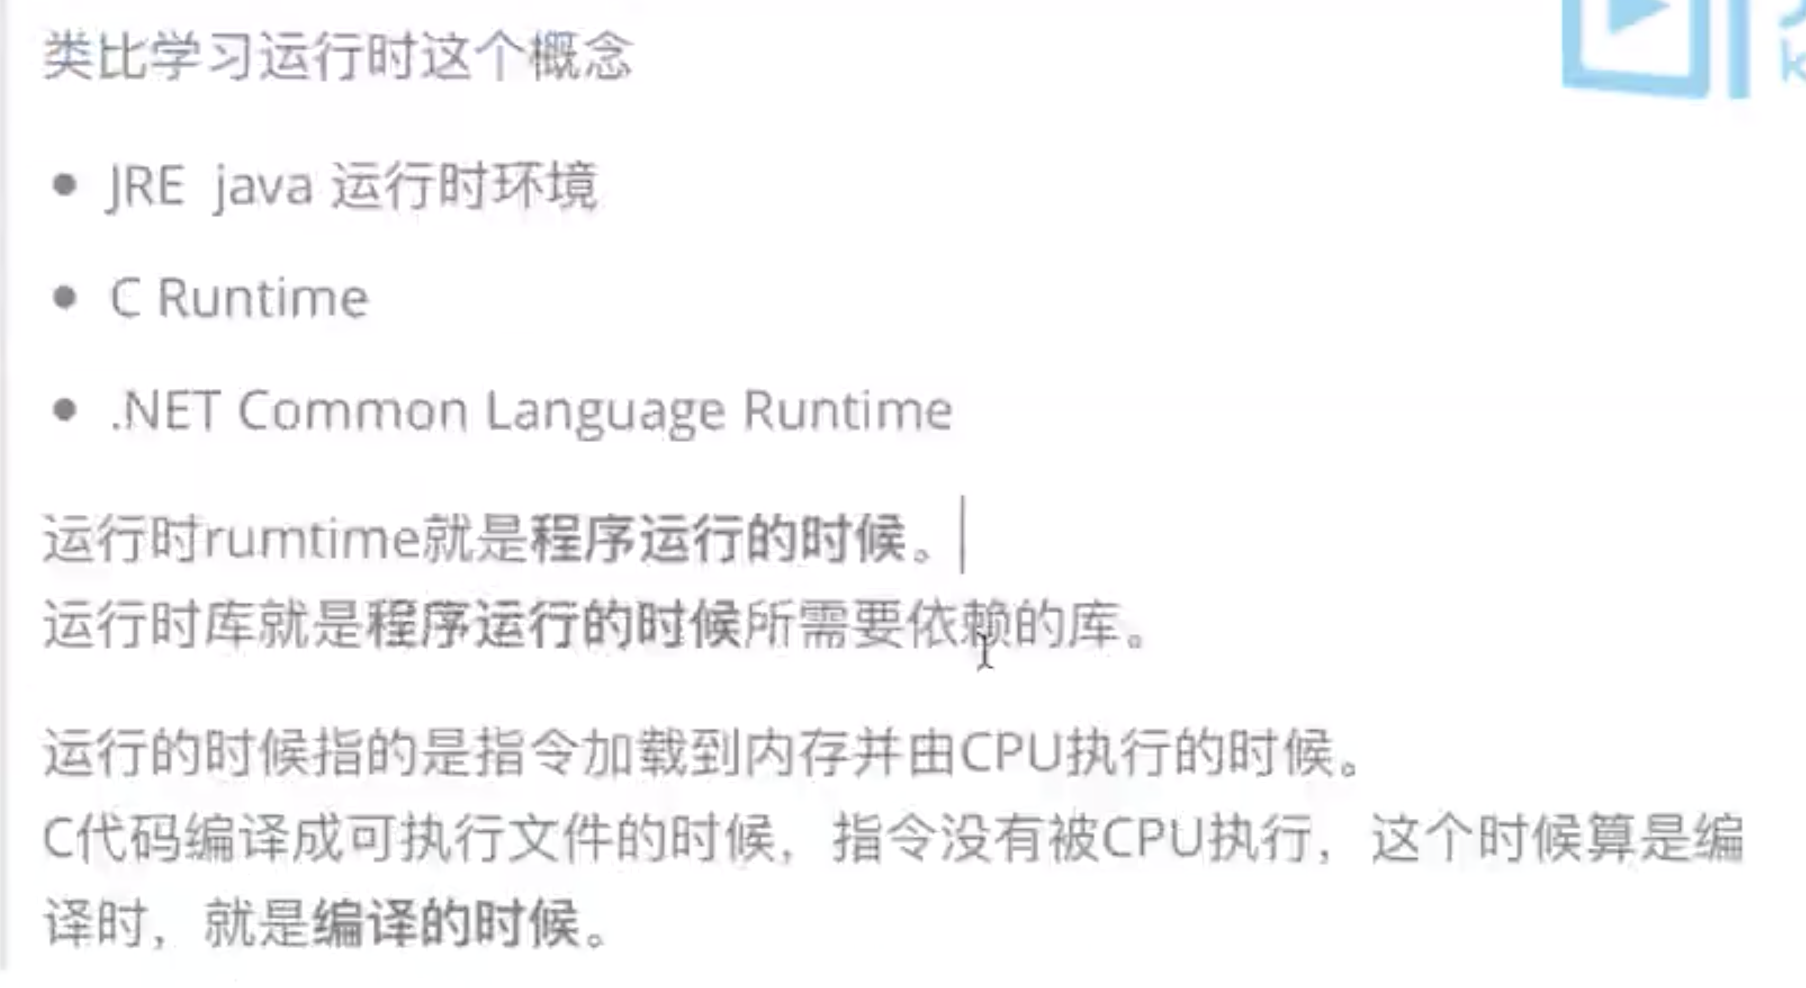 类比学习运行时这个概念
JRE java 运行时环境
C Runtime
.NET Common Language Runtime
运行时rumtime就是程序运行的时候。
运行时库就是程序运行的时候所需要依赖的库。
运行的时候指的是指令加载到内存并由CPU执行的时候。
C代码编译成可执行文件的时候，指令没有被CPU执行，这个时候算是编
译时，就是编译的时候。